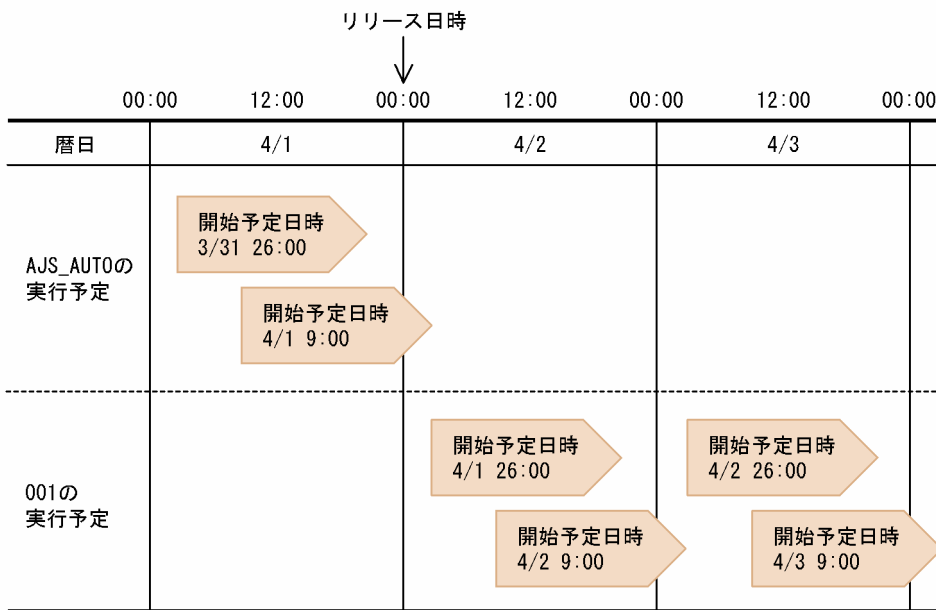 リリース日時
00:00 12:00 00:00 12:00 00:00 12:00 00:00
暦日 4/1 4/2 4/3
AJS_AUTOの
実行予定
開始予定日時
3/31 26:00
開始予定日時
4/1 9:00
001の
実行予定
開始予定日時
4/1 26:00
開始予定日時
4/2 9:00
開始予定日時
4/2 26:00
開始予定日時
4/3 9:00